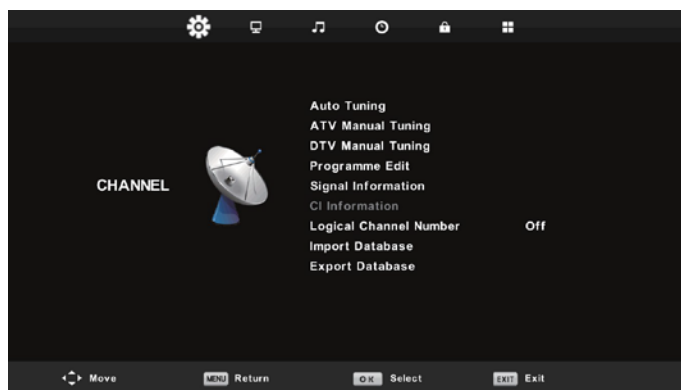 CHANNEL
Auto Tuning
ATV Manual Tuning
DTV Manual Tuning
Programme Edit
Signal Information
CI Information
Logical Channel Number Off
Import Database
Export Database
Move MENU Return OK Select EXIT Exit